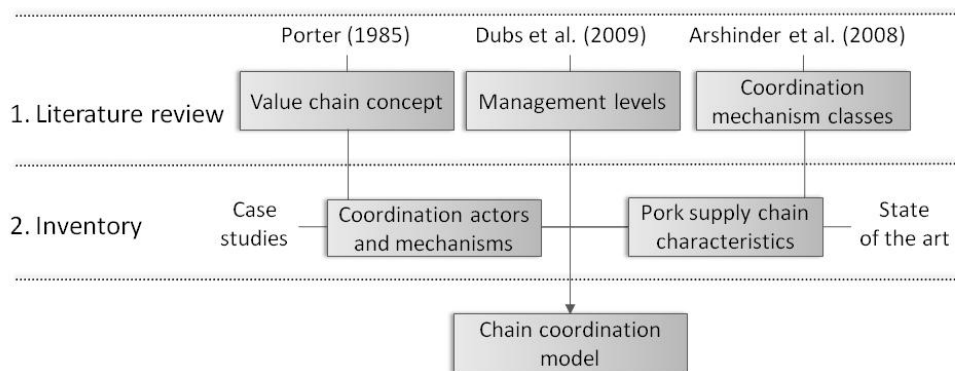 Porter (1985)
Dubs et al. (2009)
Arshinder et al. (2008)
1. Literature review
Value chain concept
Management levels
Coordination
mechanism classes
2. Inventory
Case
studies
Coordination actors
and mechanisms
Pork supply chain
characteristics
State
of the art
Chain coordination
model